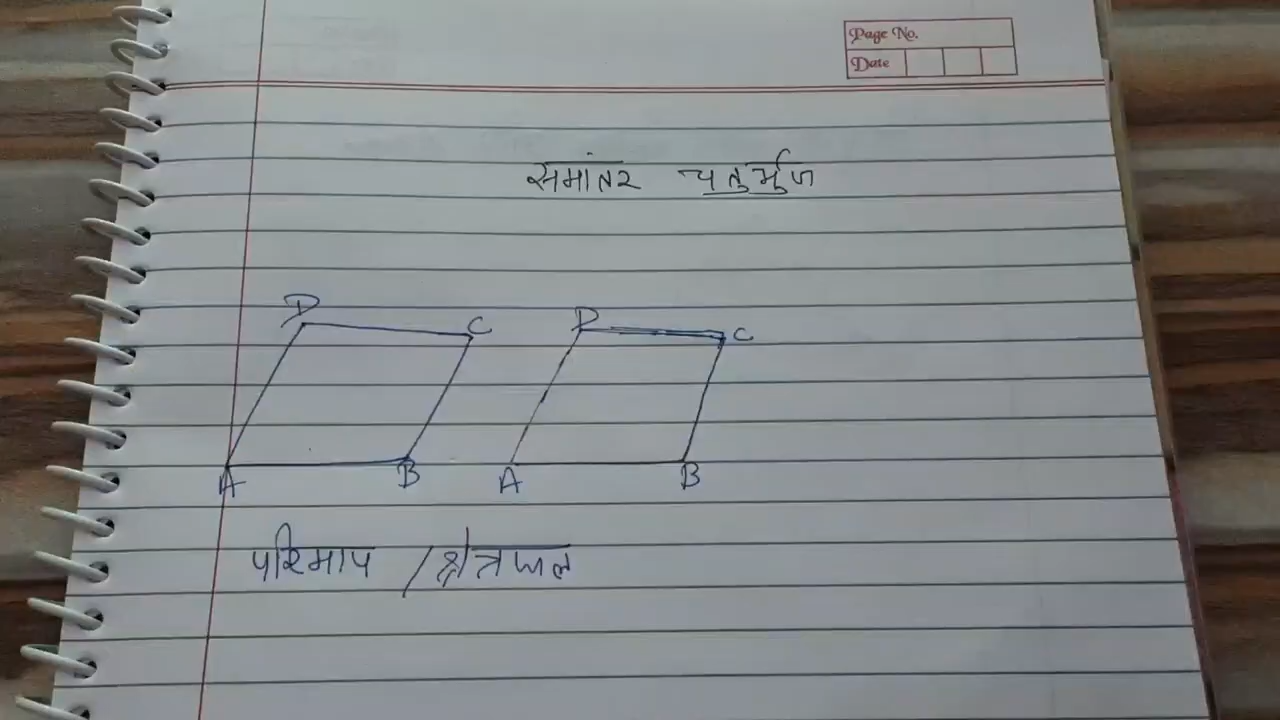 Page No.
Date
समांतर चतुर्भुज
D C D C
A B A B
परिमाप / क्षेत्रफल